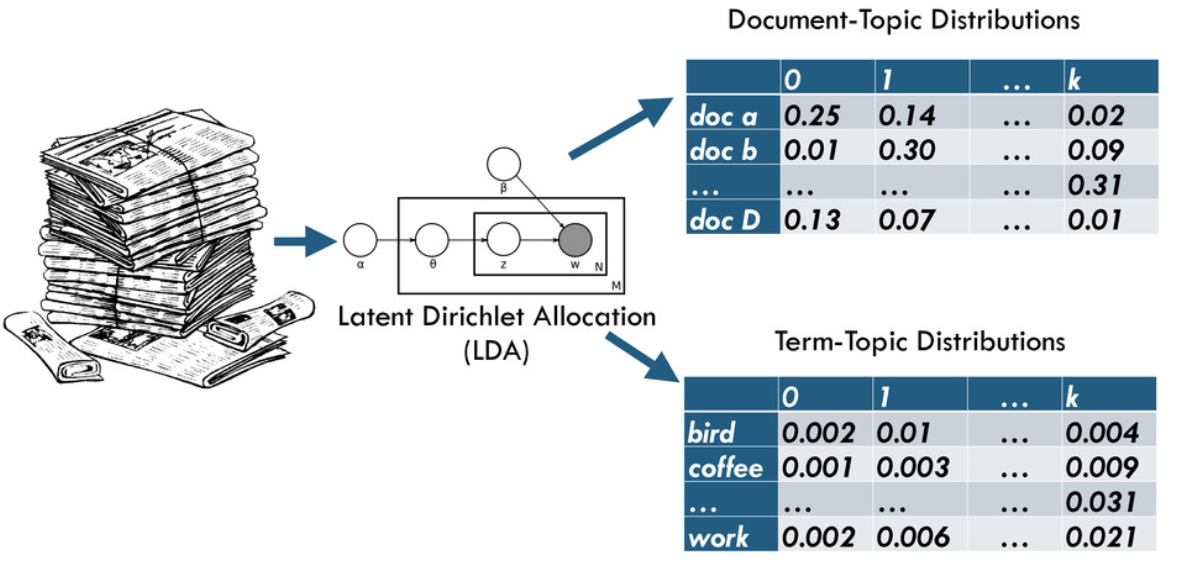 Document-Topic Distributions
0 1 ... k
doc a 0.25 0.14 ... 0.02
doc b 0.01 0.30 ... 0.09
... ... ... ... 0.31
doc D 0.13 0.07 ... 0.01
β
α θ z w N
M
Latent Dirichlet Allocation
(LDA)
Term-Topic Distributions
0 1 ... k
bird 0.002 0.01 ... 0.004
coffee 0.001 0.003 ... 0.009
... ... ... ... 0.031
work 0.002 0.006 ... 0.021